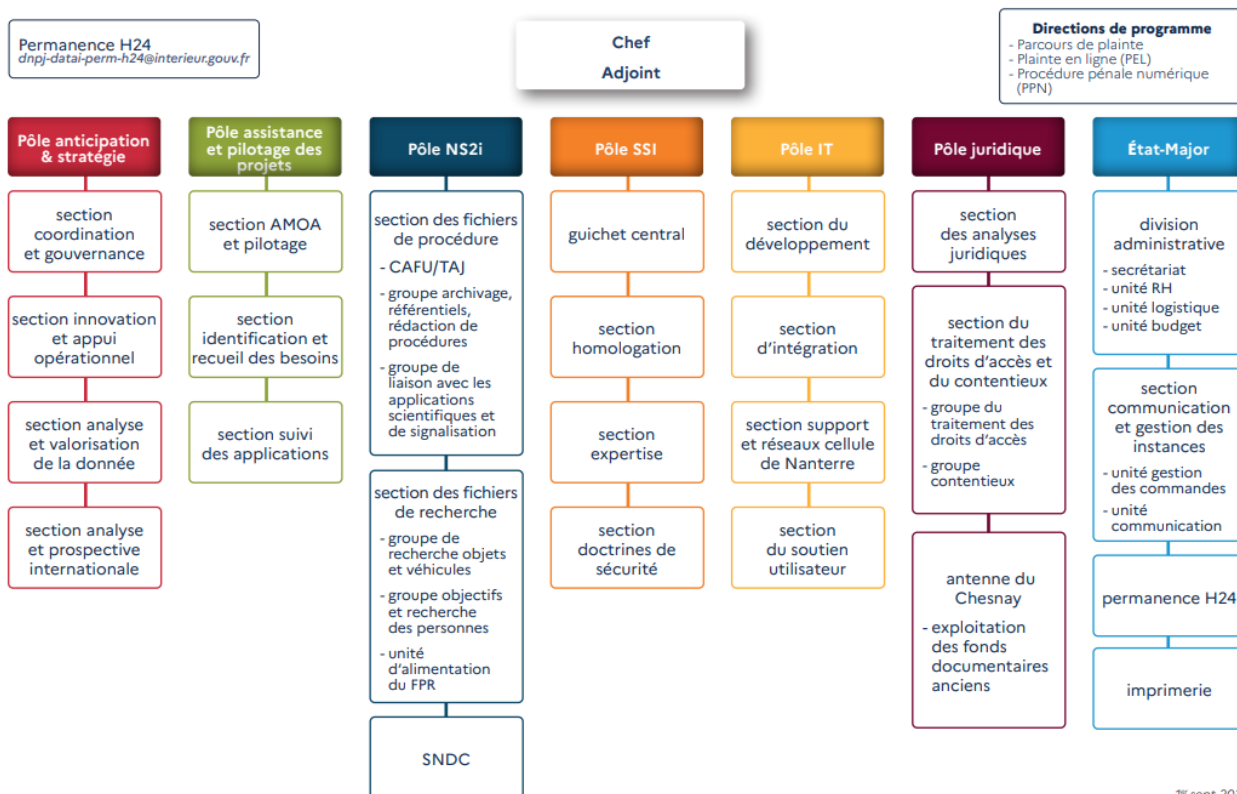 Permanence H24
dnpj-datai-perm-h24@interieur.gouv.fr
Chef
Adjoint
Directions de programme
- Parcours de plainte
- Plainte en ligne (PEL)
- Procédure pénale numérique
(PPN)
Pôle anticipation
& stratégie
section
coordination
et gouvernance
section innovation
et appui
opérationnel
section analyse
et valorisation
de la donnée
section analyse
et prospective
internationale
Pôle assistance
et pilotage des
projets
section AMOA
et pilotage
section
identification et
recueil des besoins
section suivi
des applications
Pôle NS2i
section des fichiers
de procédure
- CAFU/TAJ
- groupe archivage,
référentiels,
rédaction de
procédures
- groupe de
liaison avec les
applications
scientifiques et
de signalisation
section des fichiers
de recherche
- groupe de
recherche objets
et véhicules
- groupe objectifs
et recherche
des personnes
- unité
d'alimentation
du FPR
SNDC
Pôle SSI
guichet central
section
homologation
section
expertise
section
doctrines de
sécurité
Pôle IT
section du
développement
section
d'intégration
section support
et réseaux cellule
de Nanterre
section
du soutien
utilisateur
Pôle juridique
section
des analyses
juridiques
section du
traitement des
droits d'accès et
du contentieux
- groupe du
traitement des
droits d'accès
- groupe
contentieux
antenne du
Chesnay
- exploitation
des fonds
documentaires
anciens
État-Major
division
administrative
- secrétariat
- unité RH
- unité logistique
- unité budget
section
communication
et gestion des
instances
- unité gestion
des commandes
- unité
communication
permanence H24
imprimerie